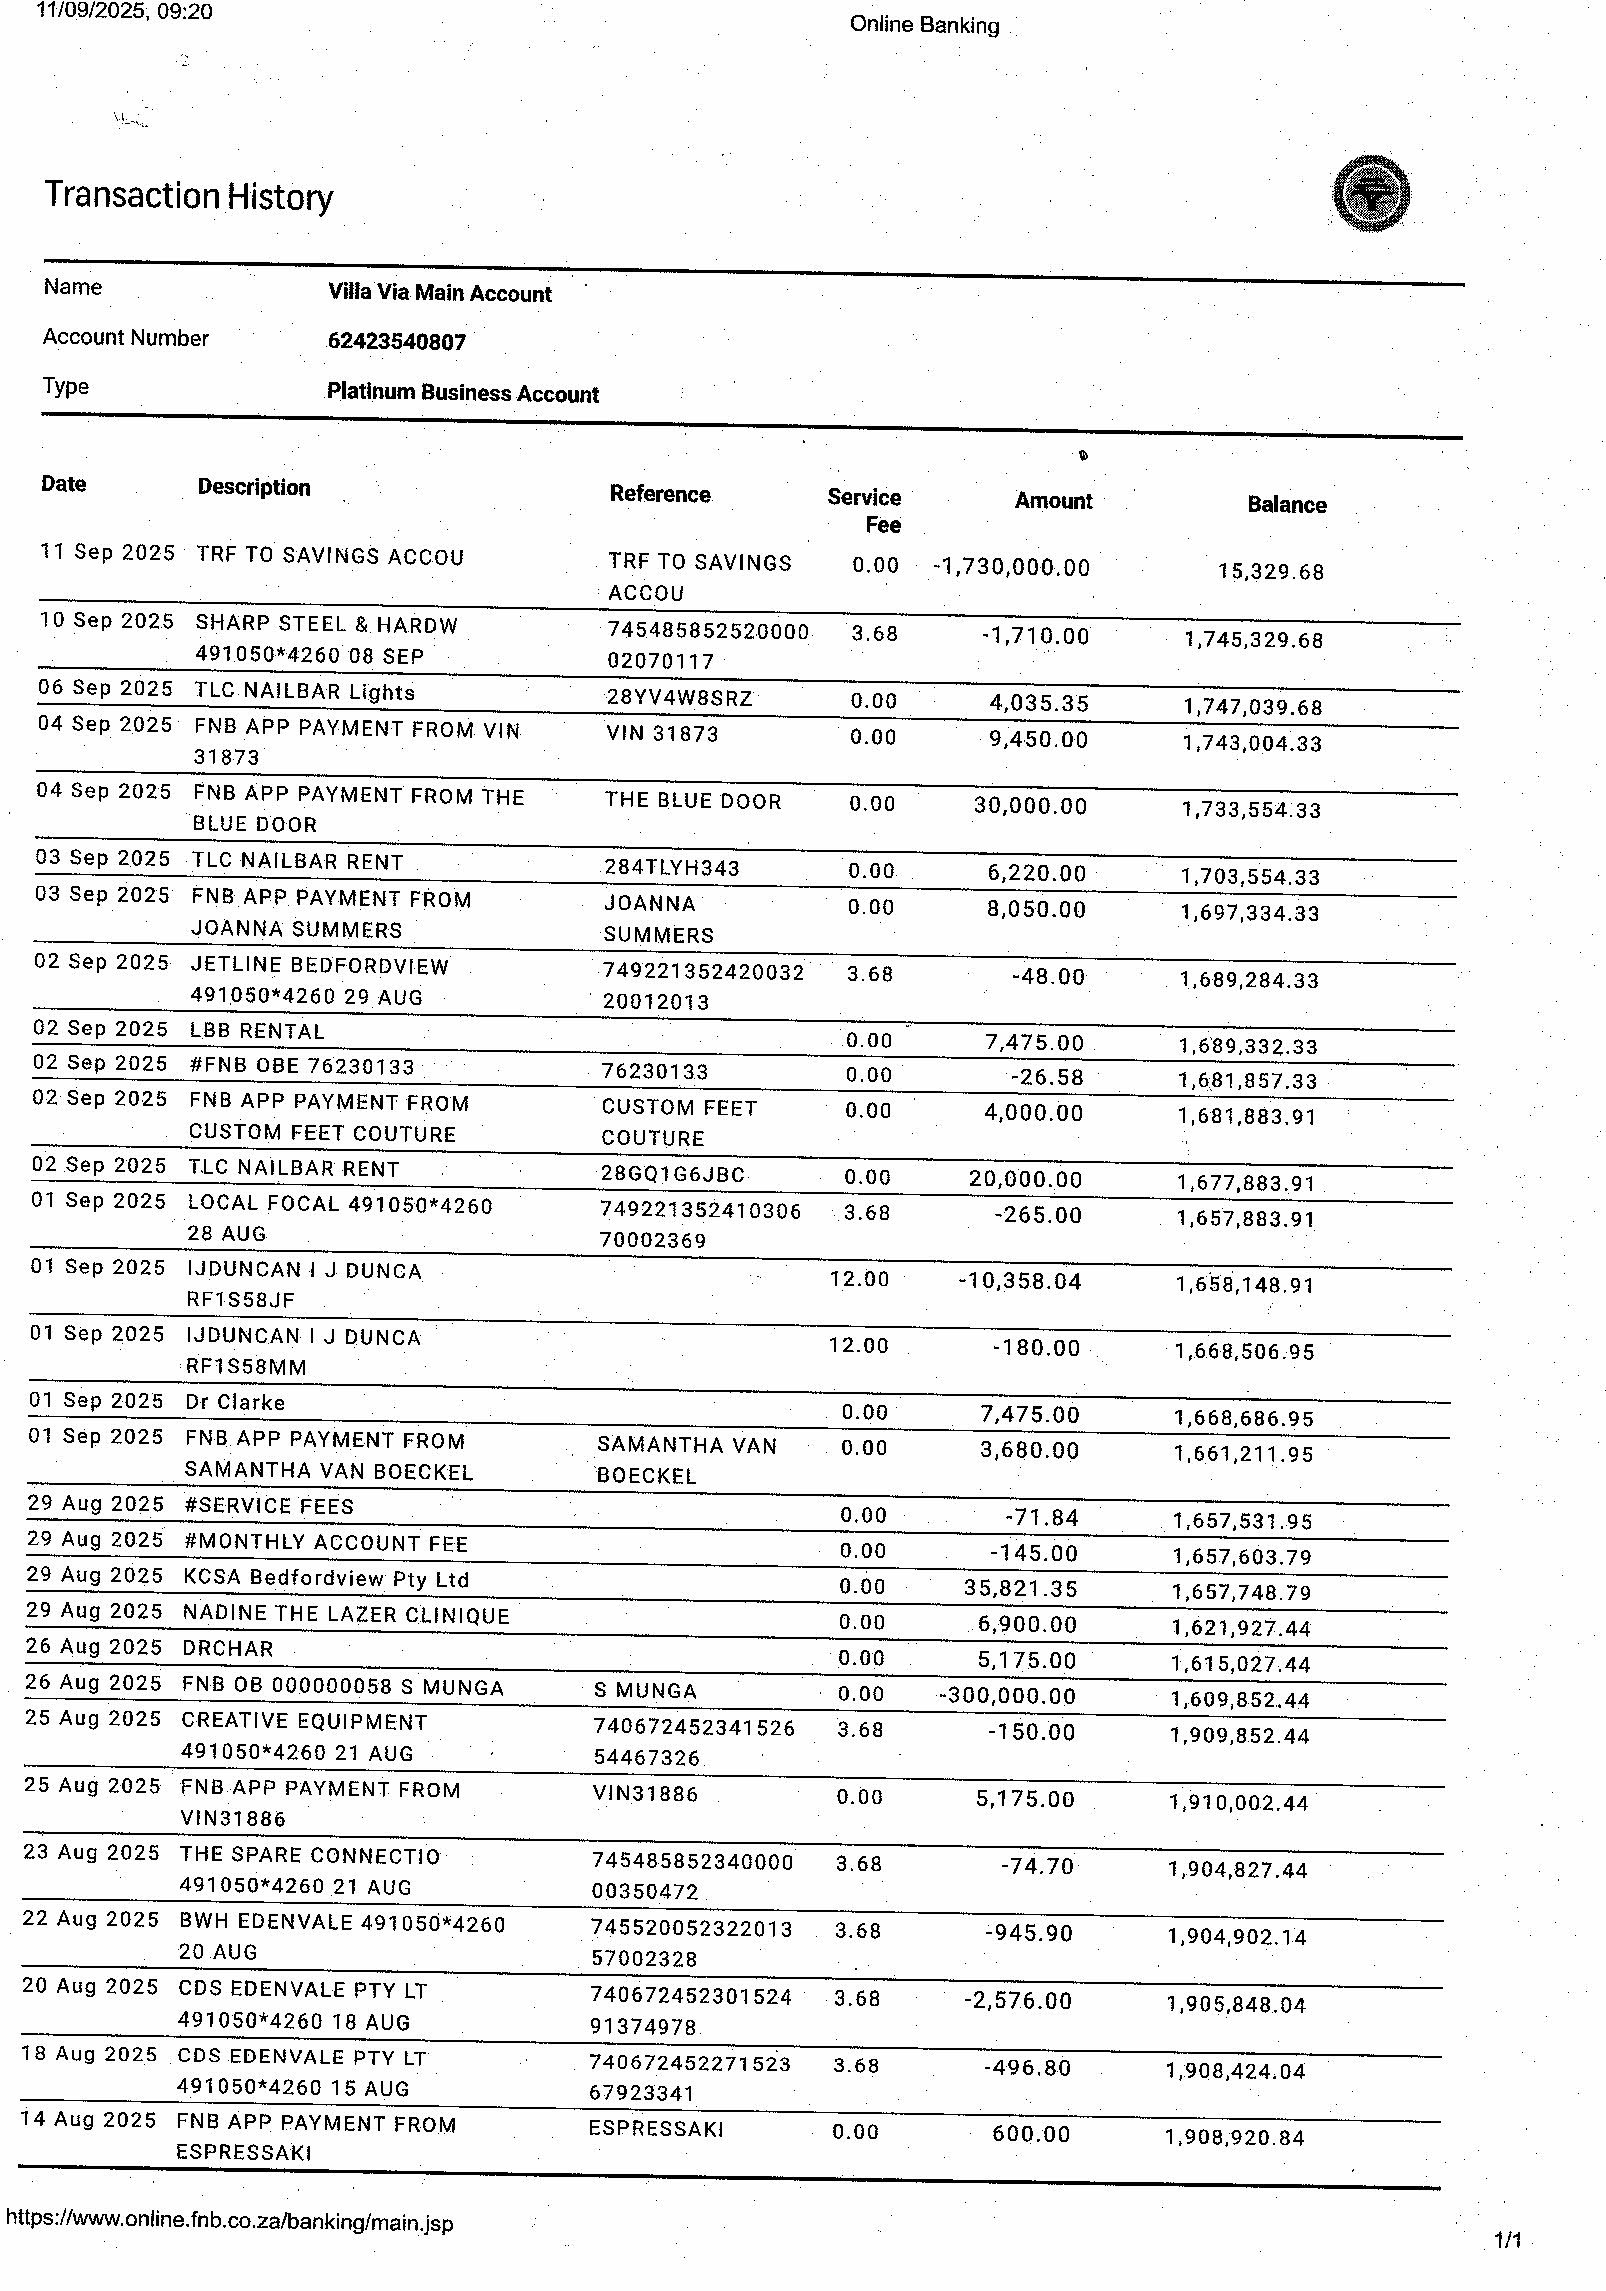 11/09/2025, 09:20
Online Banking
Transaction History
Name Villa Via Main Account
Account Number 62423540807
Type Platinum Business Account
Date Description Reference Service Amount Balance
Fee
11 Sep 2025 TRF TO SAVINGS ACCOU TRF TO SAVINGS 0.00 -1,730,000.00 15,329.68
ACCOU
10 Sep 2025 SHARP STEEL & HARDW 745485852520000 3.68 -1,710.00 1,745,329.68
491050*4260 08 SEP 02070117
06 Sep 2025 TLC NAILBAR Lights 28YV4W8SRZ 0.00 4,035.35 1,747,039.68
04 Sep 2025 FNB APP PAYMENT FROM VIN VIN 31873 0.00 9,450.00 1,743,004.33
31873
04 Sep 2025 FNB APP PAYMENT FROM THE THE BLUE DOOR 0.00 30,000.00 1,733,554.33
BLUE DOOR
03 Sep 2025 TLC NAILBAR RENT 284TLYH343 0.00 6,220.00 1,703,554.33
03 Sep 2025 FNB APP PAYMENT FROM JOANNA 0.00 8,050.00 1,697,334.33
JOANNA SUMMERS SUMMERS
02 Sep 2025 JETLINE BEDFORDVIEW 749221352420032 3.68 -48.00 1,689,284.33
491050*4260 29 AUG 20012013
02 Sep 2025 LBB RENTAL 0.00 7,475.00 1,689,332.33
02 Sep 2025 #FNB OBE 76230133 76230133 0.00 -26.58 1,681,857.33
02 Sep 2025 FNB APP PAYMENT FROM CUSTOM FEET 0.00 4,000.00 1,681,883.91
CUSTOM FEET COUTURE COUTURE
02 Sep 2025 TLC NAILBAR RENT 28GQ1G6JBC 0.00 20,000.00 1,677,883.91
01 Sep 2025 LOCAL FOCAL 491050*4260 749221352410306 3.68 -265.00 1,657,883.91
28 AUG 70002369
01 Sep 2025 IJDUNCAN I J DUNCA 12.00 -10,358.04 1,658,148.91
RF1S58JF
01 Sep 2025 IJDUNCAN I J DUNCA 12.00 -180.00 1,668,506.95
RF1S58MM
01 Sep 2025 Dr Clarke 0.00 7,475.00 1,668,686.95
01 Sep 2025 FNB APP PAYMENT FROM SAMANTHA VAN 0.00 3,680.00 1,661,211.95
SAMANTHA VAN BOECKEL BOECKEL
29 Aug 2025 #SERVICE FEES 0.00 -71.84 1,657,531.95
29 Aug 2025 #MONTHLY ACCOUNT FEE 0.00 -145.00 1,657,603.79
29 Aug 2025 KCSA Bedfordview Pty Ltd 0.00 35,821.35 1,657,748.79
29 Aug 2025 NADINE THE LAZER CLINIQUE 0.00 6,900.00 1,621,927.44
26 Aug 2025 DRCHAR 0.00 5,175.00 1,615,027.44
26 Aug 2025 FNB OB 000000058 S MUNGA S MUNGA 0.00 -300,000.00 1,609,852.44
25 Aug 2025 CREATIVE EQUIPMENT 740672452341526 3.68 -150.00 1,909,852.44
491050*4260 21 AUG 54467326
25 Aug 2025 FNB APP PAYMENT FROM VIN31886 0.00 5,175.00 1,910,002.44
VIN31886
23 Aug 2025 THE SPARE CONNECTIO 745485852340000 3.68 -74.70 1,904,827.44
491050*4260 21 AUG 00350472
22 Aug 2025 BWH EDENVALE 491050*4260 745520052322013 3.68 -945.90 1,904,902.14
20 AUG 57002328
20 Aug 2025 CDS EDENVALE PTY LT 740672452301524 3.68 -2,576.00 1,905,848.04
491050*4260 18 AUG 91374978
18 Aug 2025 CDS EDENVALE PTY LT 740672452271523 3.68 -496.80 1,908,424.04
491050*4260 15 AUG 67923341
14 Aug 2025 FNB APP PAYMENT FROM ESPRESSAKI 0.00 600.00 1,908,920.84
ESPRESSAKI
https://www.online.fnb.co.za/banking/main.jsp
1/1